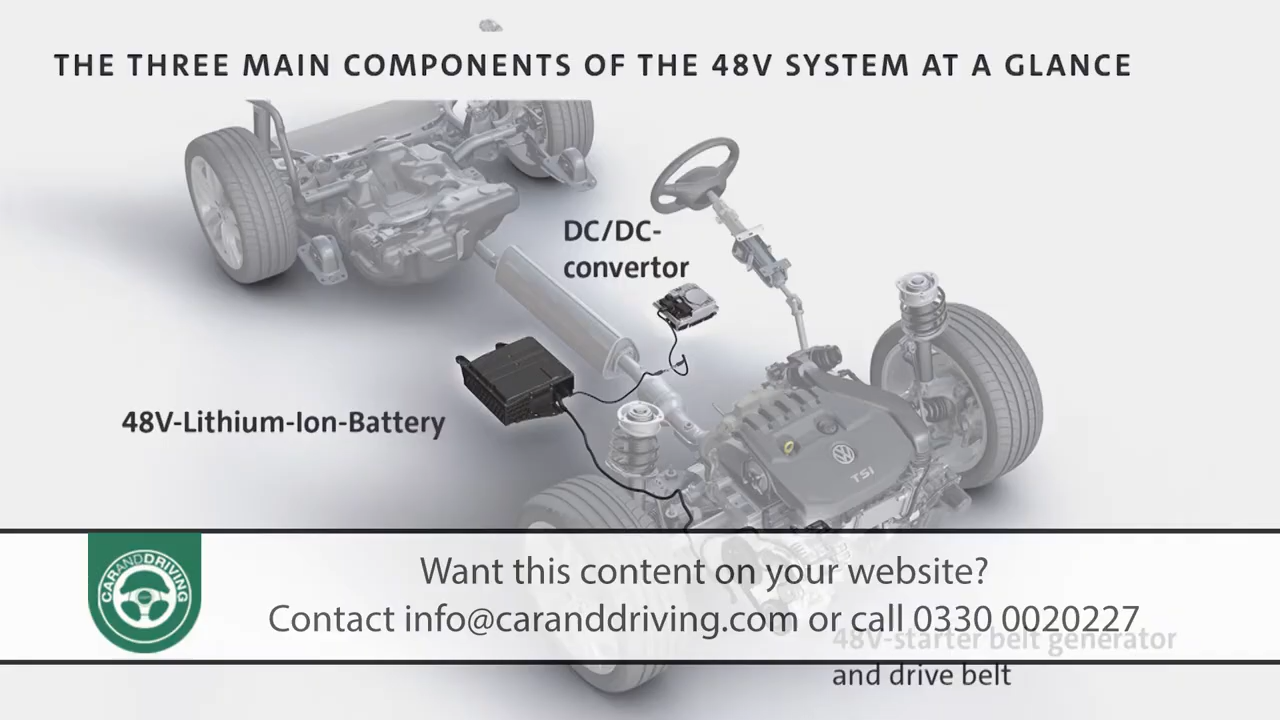 THE THREE MAIN COMPONENTS OF THE 48V SYSTEM AT A GLANCE
DC/DC-
convertor
48V-Lithium-Ion-Battery
TSI
CARANDDRIVING
Want this content on your website?
Contact info@caranddriving.com or call 0330 0020227
48V-starter belt generator
and drive belt